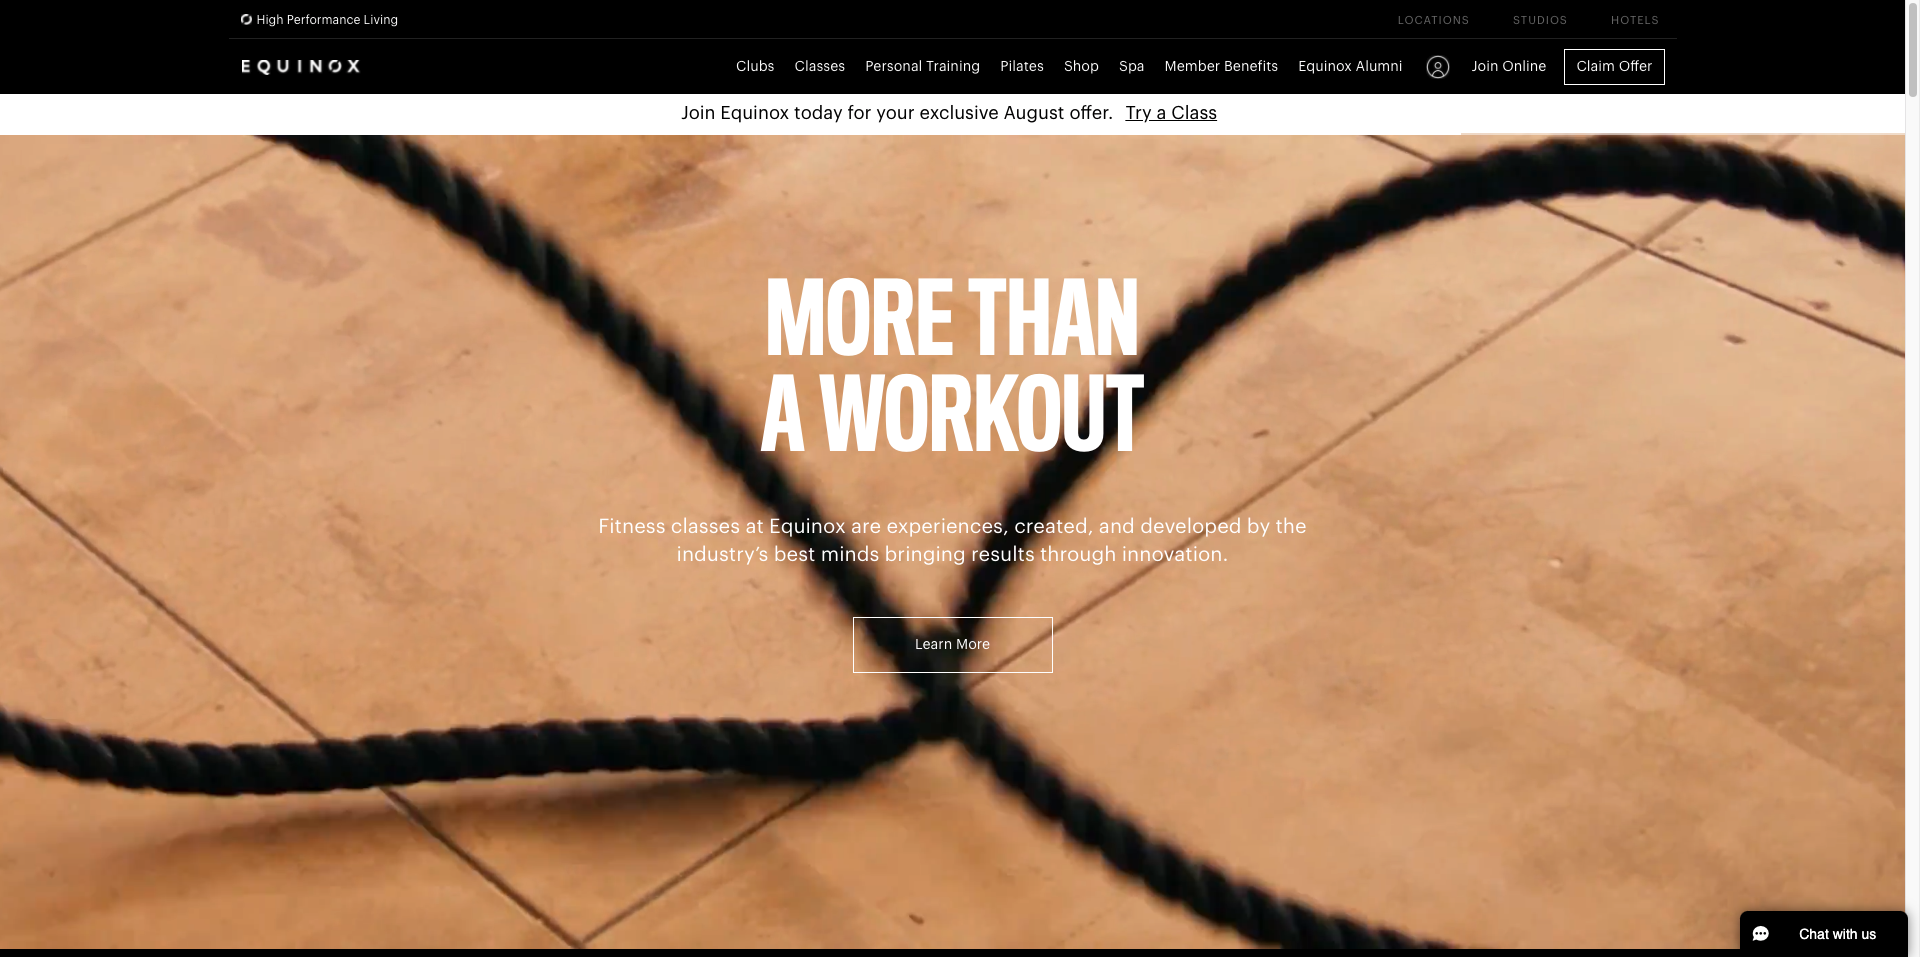 High Performance Living
LOCATIONS STUDIOS HOTELS
EQUINOX
Clubs Classes Personal Training Pilates Shop Spa Member Benefits Equinox Alumni Join Online Claim Offer
Join Equinox today for your exclusive August offer. Try a Class
MORE THAN
A WORKOUT
Fitness classes at Equinox are experiences, created, and developed by the
industry’s best minds bringing results through innovation.
Learn More
Chat with us